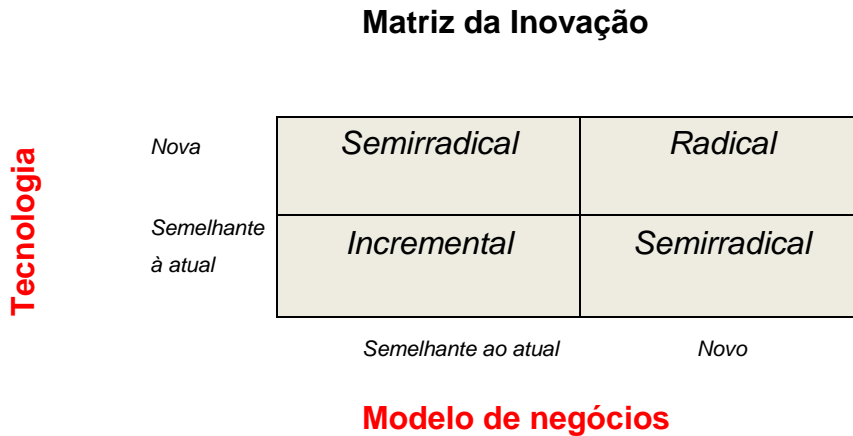 Matriz da Inovação
Tecnologia
Nova
Semirradical
Radical
Semelhante
à atual
Incremental
Semirradical
Semelhante ao atual
Novo
Modelo de negócios